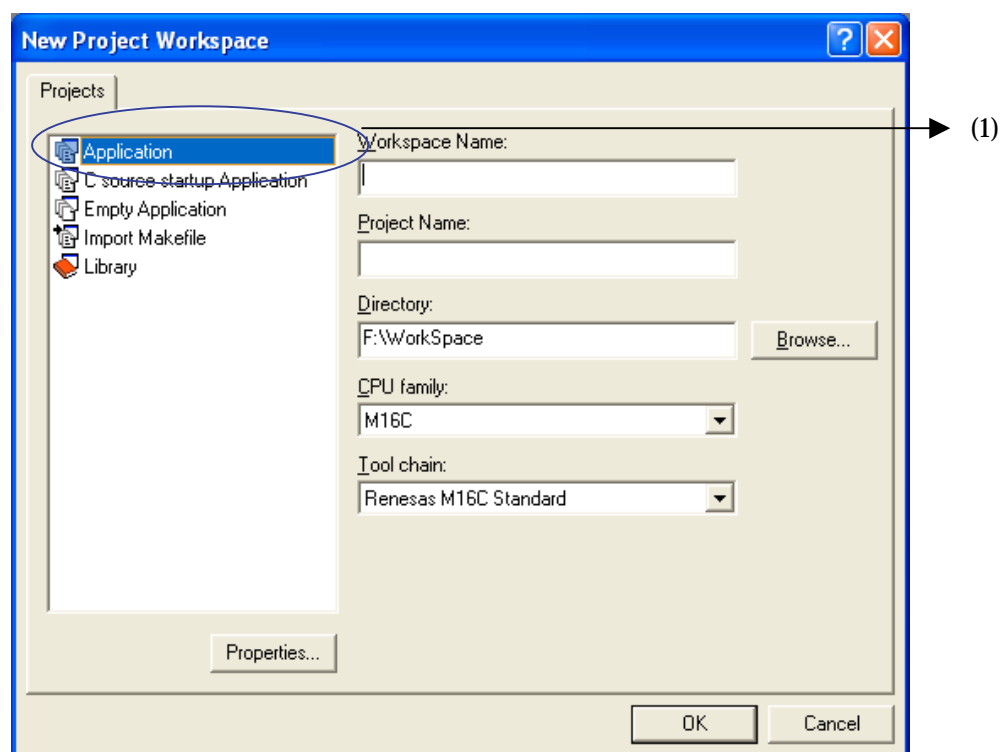 New Project Workspace
Projects
Application
C source startup Application
Empty Application
Import Makefile
Library
Properties...
Workspace Name:
Project Name:
Directory:
F:\WorkSpace
Browse...
CPU family:
M16C
Tool chain:
Renesas M16C Standard
OK
Cancel
(1)